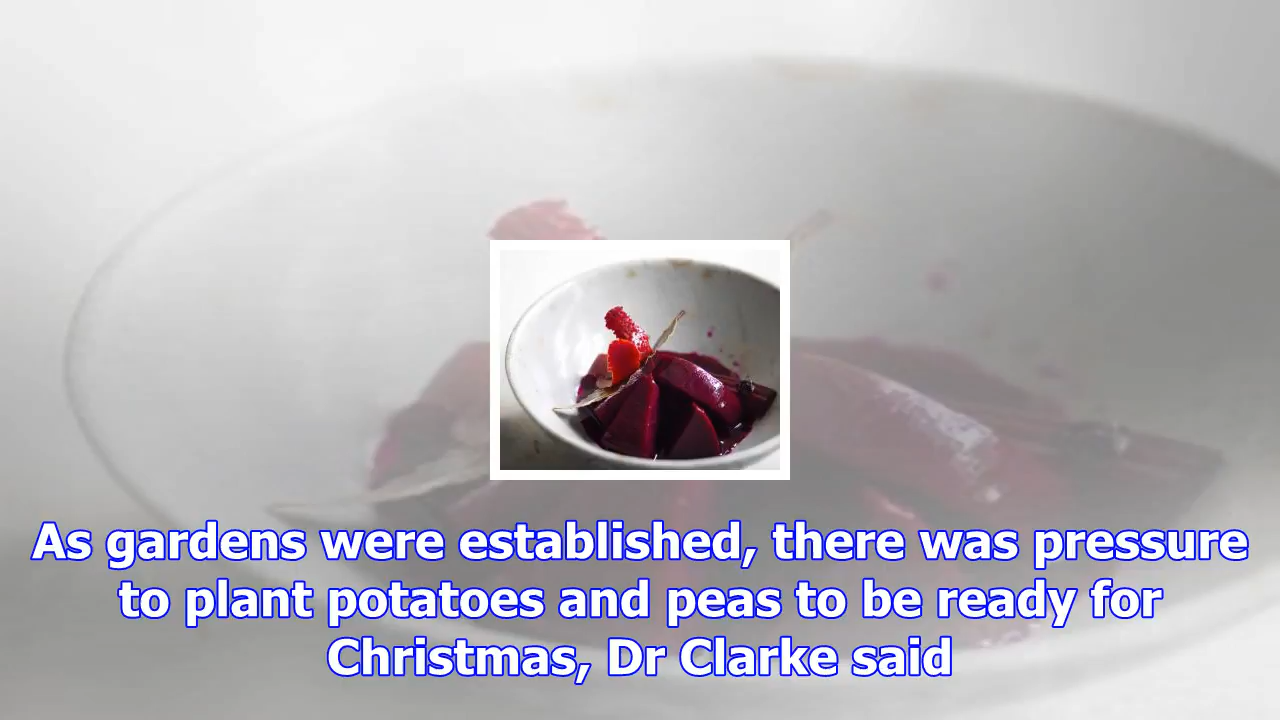 As gardens were established, there was pressure
to plant potatoes and peas to be ready for
Christmas, Dr Clarke said